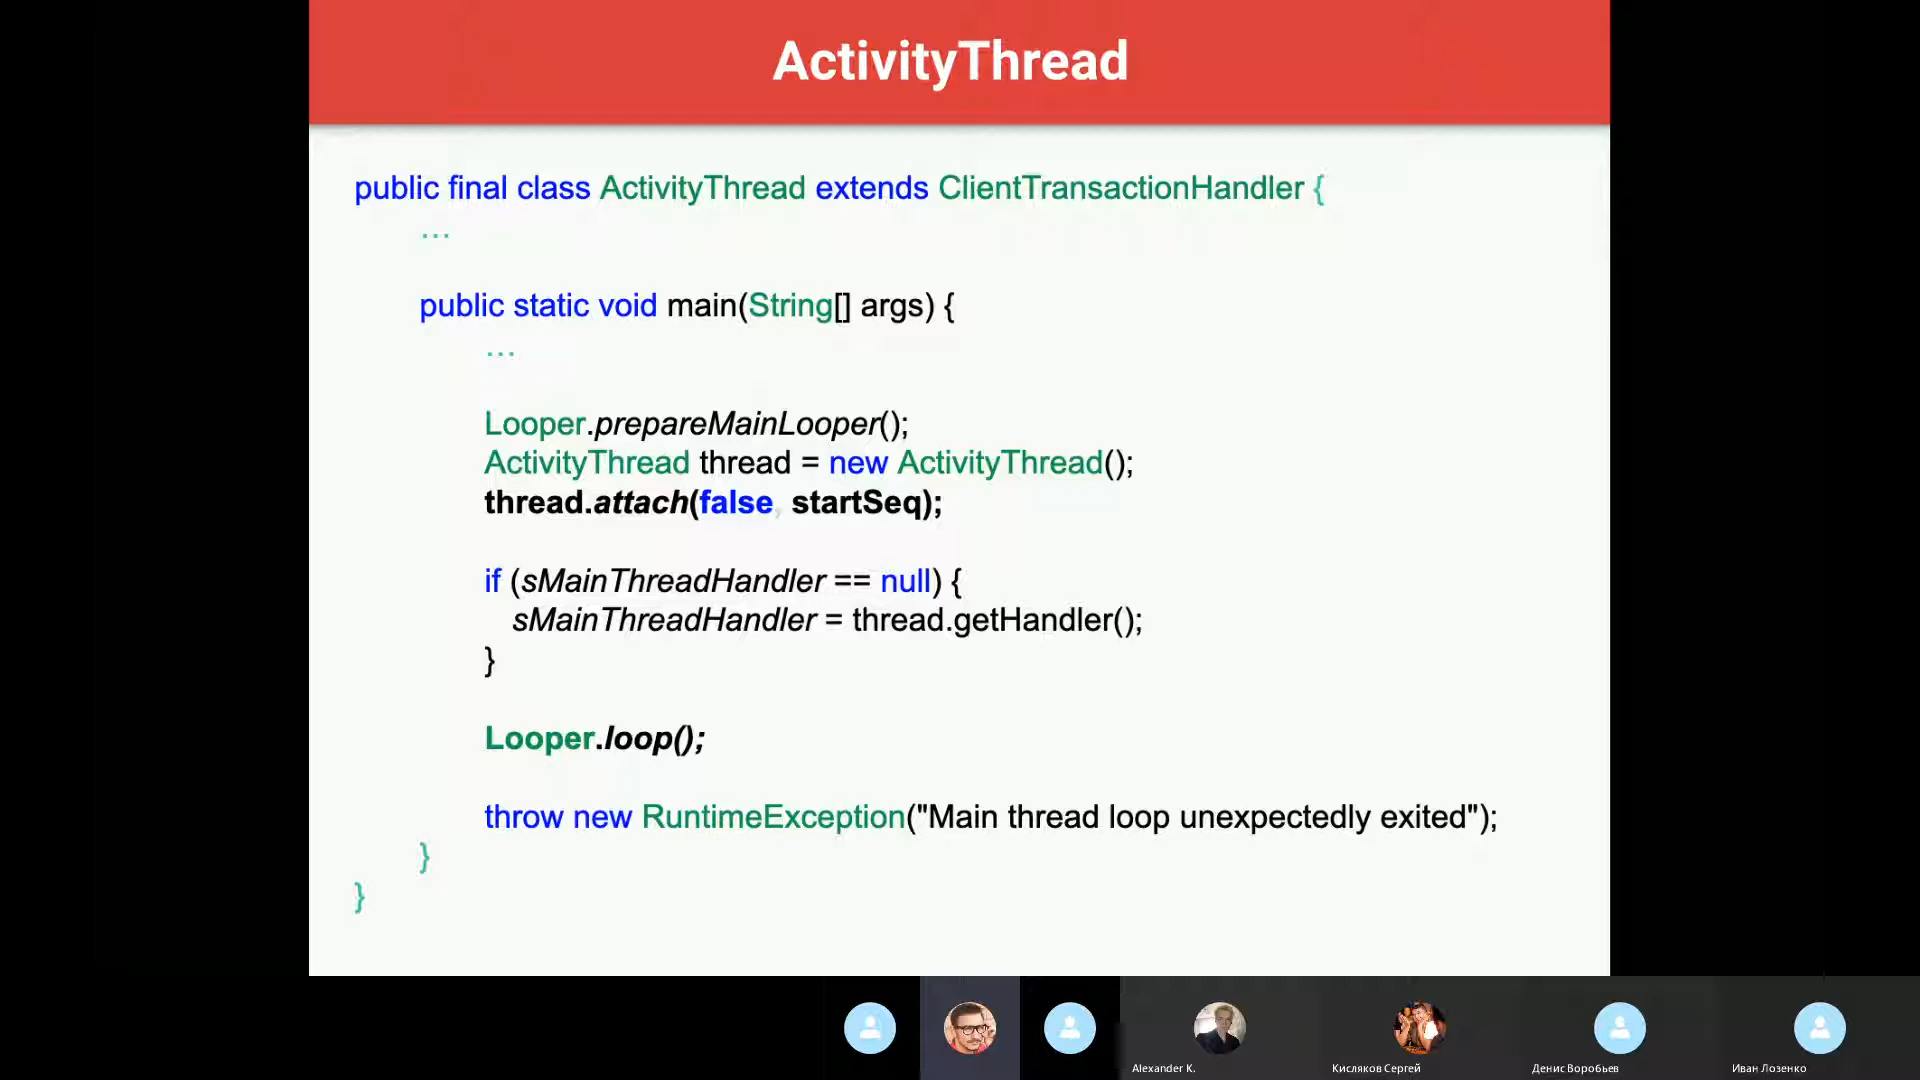 ActivityThread
public final class ActivityThread extends ClientTransactionHandler {
...
public static void main(String[] args) {
...
Looper.prepareMainLooper();
ActivityThread thread = new ActivityThread();
thread.attach(false, startSeq);
if (sMainThreadHandler == null) {
sMainThreadHandler = thread.getHandler();
}
Looper.loop();
throw new RuntimeException("Main thread loop unexpectedly exited");
}
}
Alexander K.
Кисляков Сергей
Денис Воробьев
Иван Лозенко